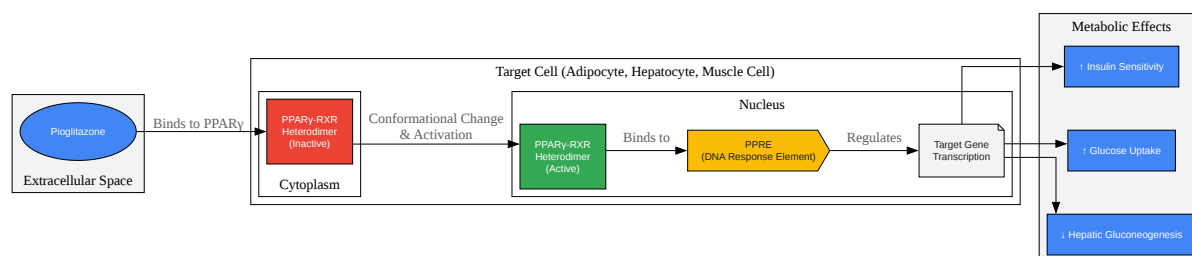 Metabolic Effects
↑ Insulin Sensitivity
Target Cell (Adipocyte, Hepatocyte, Muscle Cell)
Nucleus
Pioglitazone
Extracellular Space
Binds to PPARγ
PPARγ-RXR
Heterodimer
(Inactive)
Cytoplasm
Conformational Change
& Activation
PPARγ-RXR
Heterodimer
(Active)
Binds to
PPRE
(DNA Response Element)
Regulates
Target Gene
Transcription
↑ Glucose Uptake
↓ Hepatic Gluconeogenesis